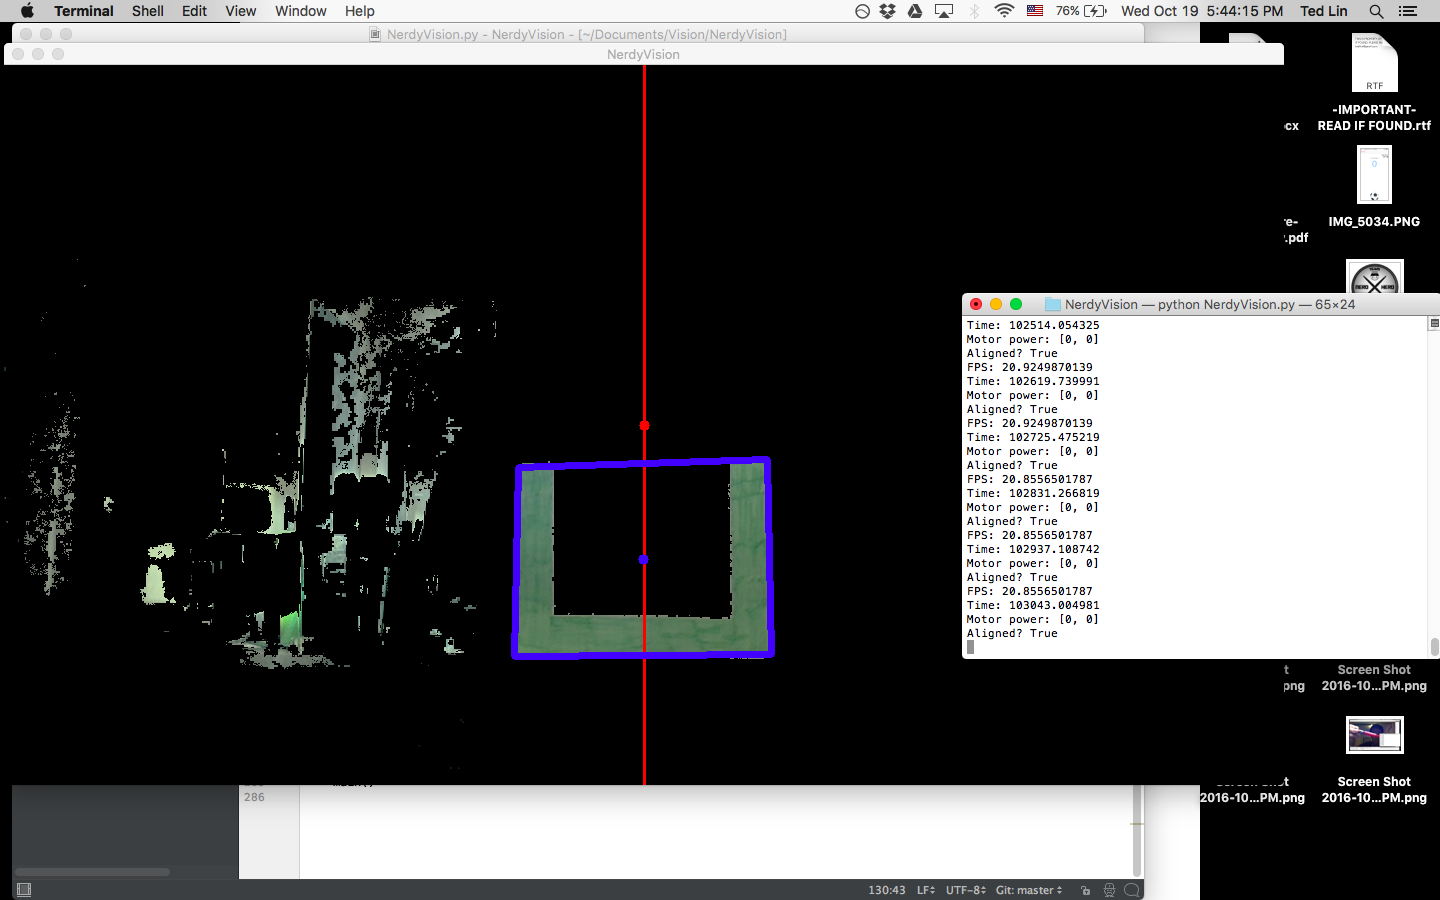 Terminal Shell Edit View Window Help 76% Wed Oct 19 5:44:15 PM Ted Lin
NerdyVision.py - NerdyVision - [~/Documents/Vision/NerdyVision]
NerdyVision
RTF
-IMPORTANT-
READ IF FOUND.rtf
cx
IMG_5034.PNG
re-
.pdf
NerdyVision — python NerdyVision.py — 65×24
Time: 102514.054325
Motor power: [0, 0]
Aligned? True
FPS: 20.9249870139
Time: 102619.739991
Motor power: [0, 0]
Aligned? True
FPS: 20.9249870139
Time: 102725.475219
Motor power: [0, 0]
Aligned? True
FPS: 20.8556501787
Time: 102831.266819
Motor power: [0, 0]
Aligned? True
FPS: 20.8556501787
Time: 102937.108742
Motor power: [0, 0]
Aligned? True
FPS: 20.8556501787
Time: 103043.004981
Motor power: [0, 0]
Aligned? True
t
png
Screen Shot
2016-10...PM.png
Screen Shot
2016-10...PM.png
Screen Shot
2016-10...PM.png
286
130:43 LF÷ UTF-8÷ Git: master÷